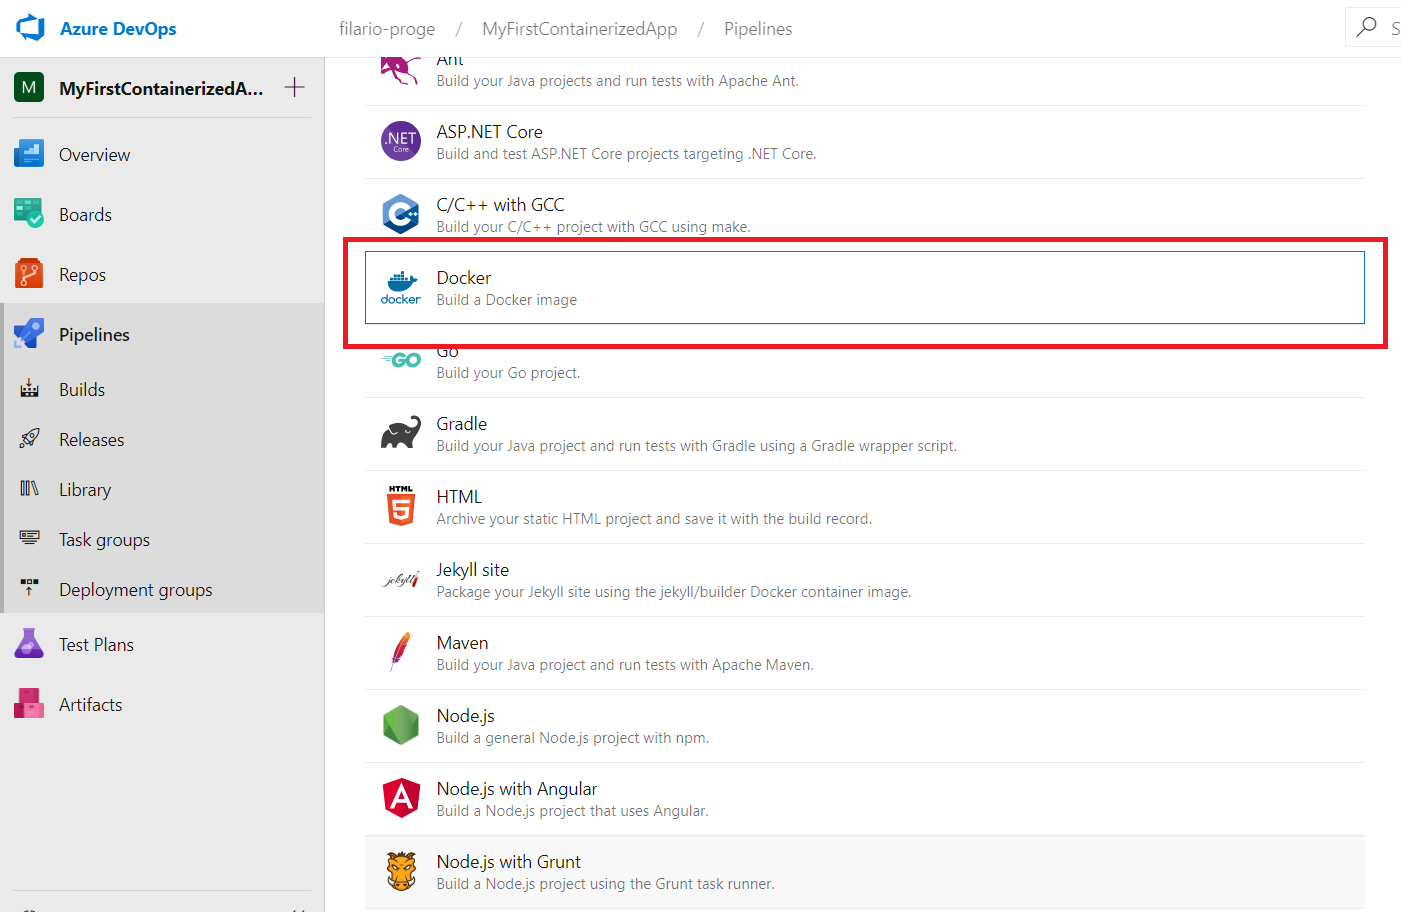 Azure DevOps
filario-proge / MyFirstContainerizedApp / Pipelines
S
M MyFirstContainerizedA...
Overview
Boards
Repos
Pipelines
Builds
Releases
Library
Task groups
Deployment groups
Test Plans
Artifacts
Ant
Build your Java projects and run tests with Apache Ant.
.NET
Core
ASP.NET Core
Build and test ASP.NET Core projects targeting .NET Core.
C/C++ with GCC
Build your C/C++ project with GCC using make.
docker
Docker
Build a Docker image
GO
Go
Build your Go project.
Gradle
Build your Java project and run tests with Gradle using a Gradle wrapper script.
HTML
5
HTML
Archive your static HTML project and save it with the build record.
jekyll
Jekyll site
Package your Jekyll site using the jekyll/builder Docker container image.
Maven
Build your Java project and run tests with Apache Maven.
Node.js
Build a general Node.js project with npm.
Node.js with Angular
Build a Node.js project that uses Angular.
Node.js with Grunt
Build a Node.js project using the Grunt task runner.